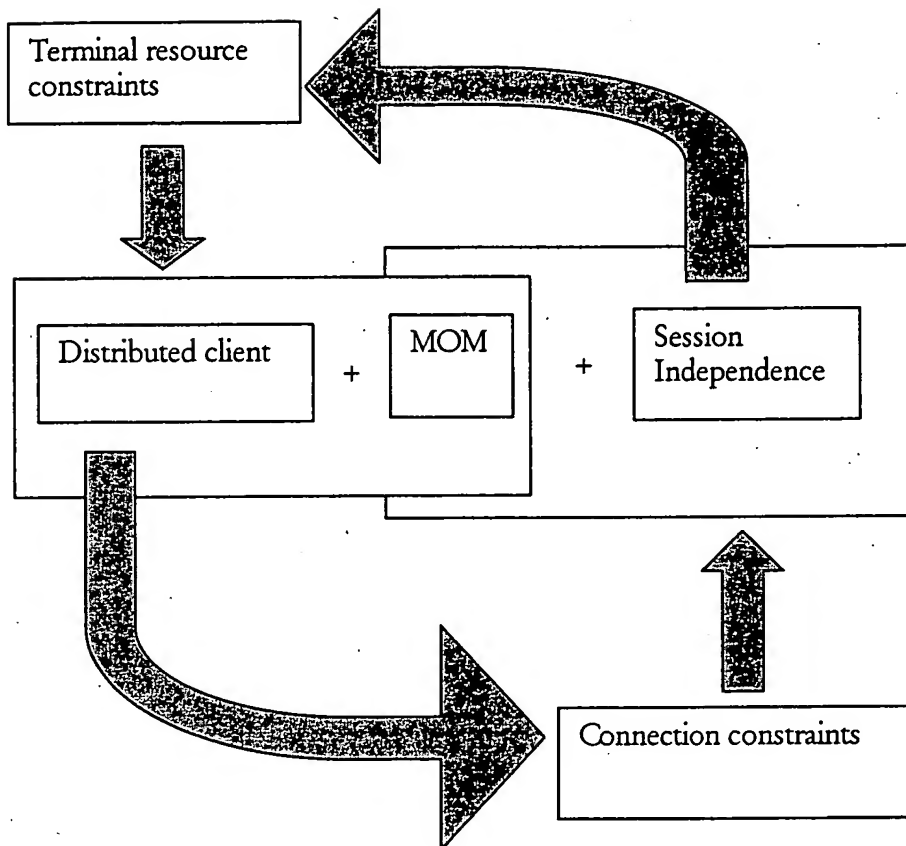 Terminal resource
constraints
Distributed client
+
MOM
+
Session
Independence
Connection constraints